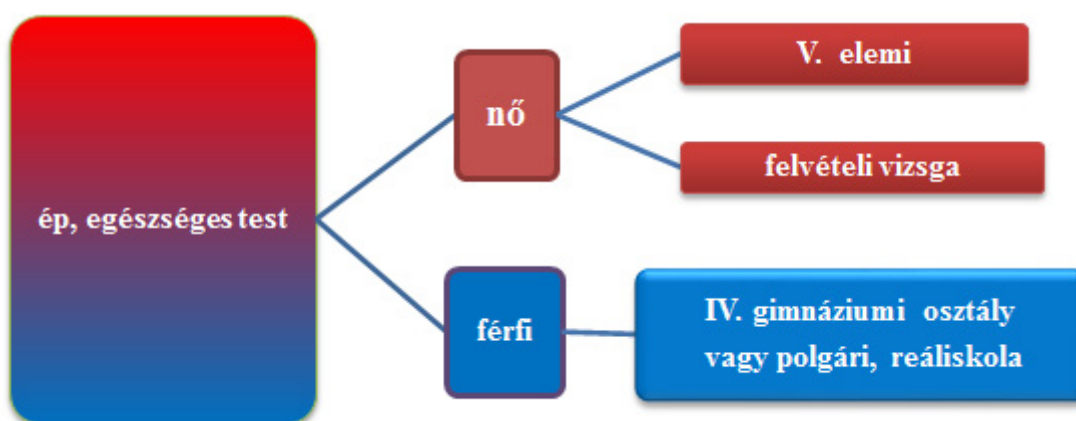 ép, egészséges test
nő
V. elemi
felvételi vizsga
férfi
IV. gimnáziumi osztály
vagy polgári, reáliskola